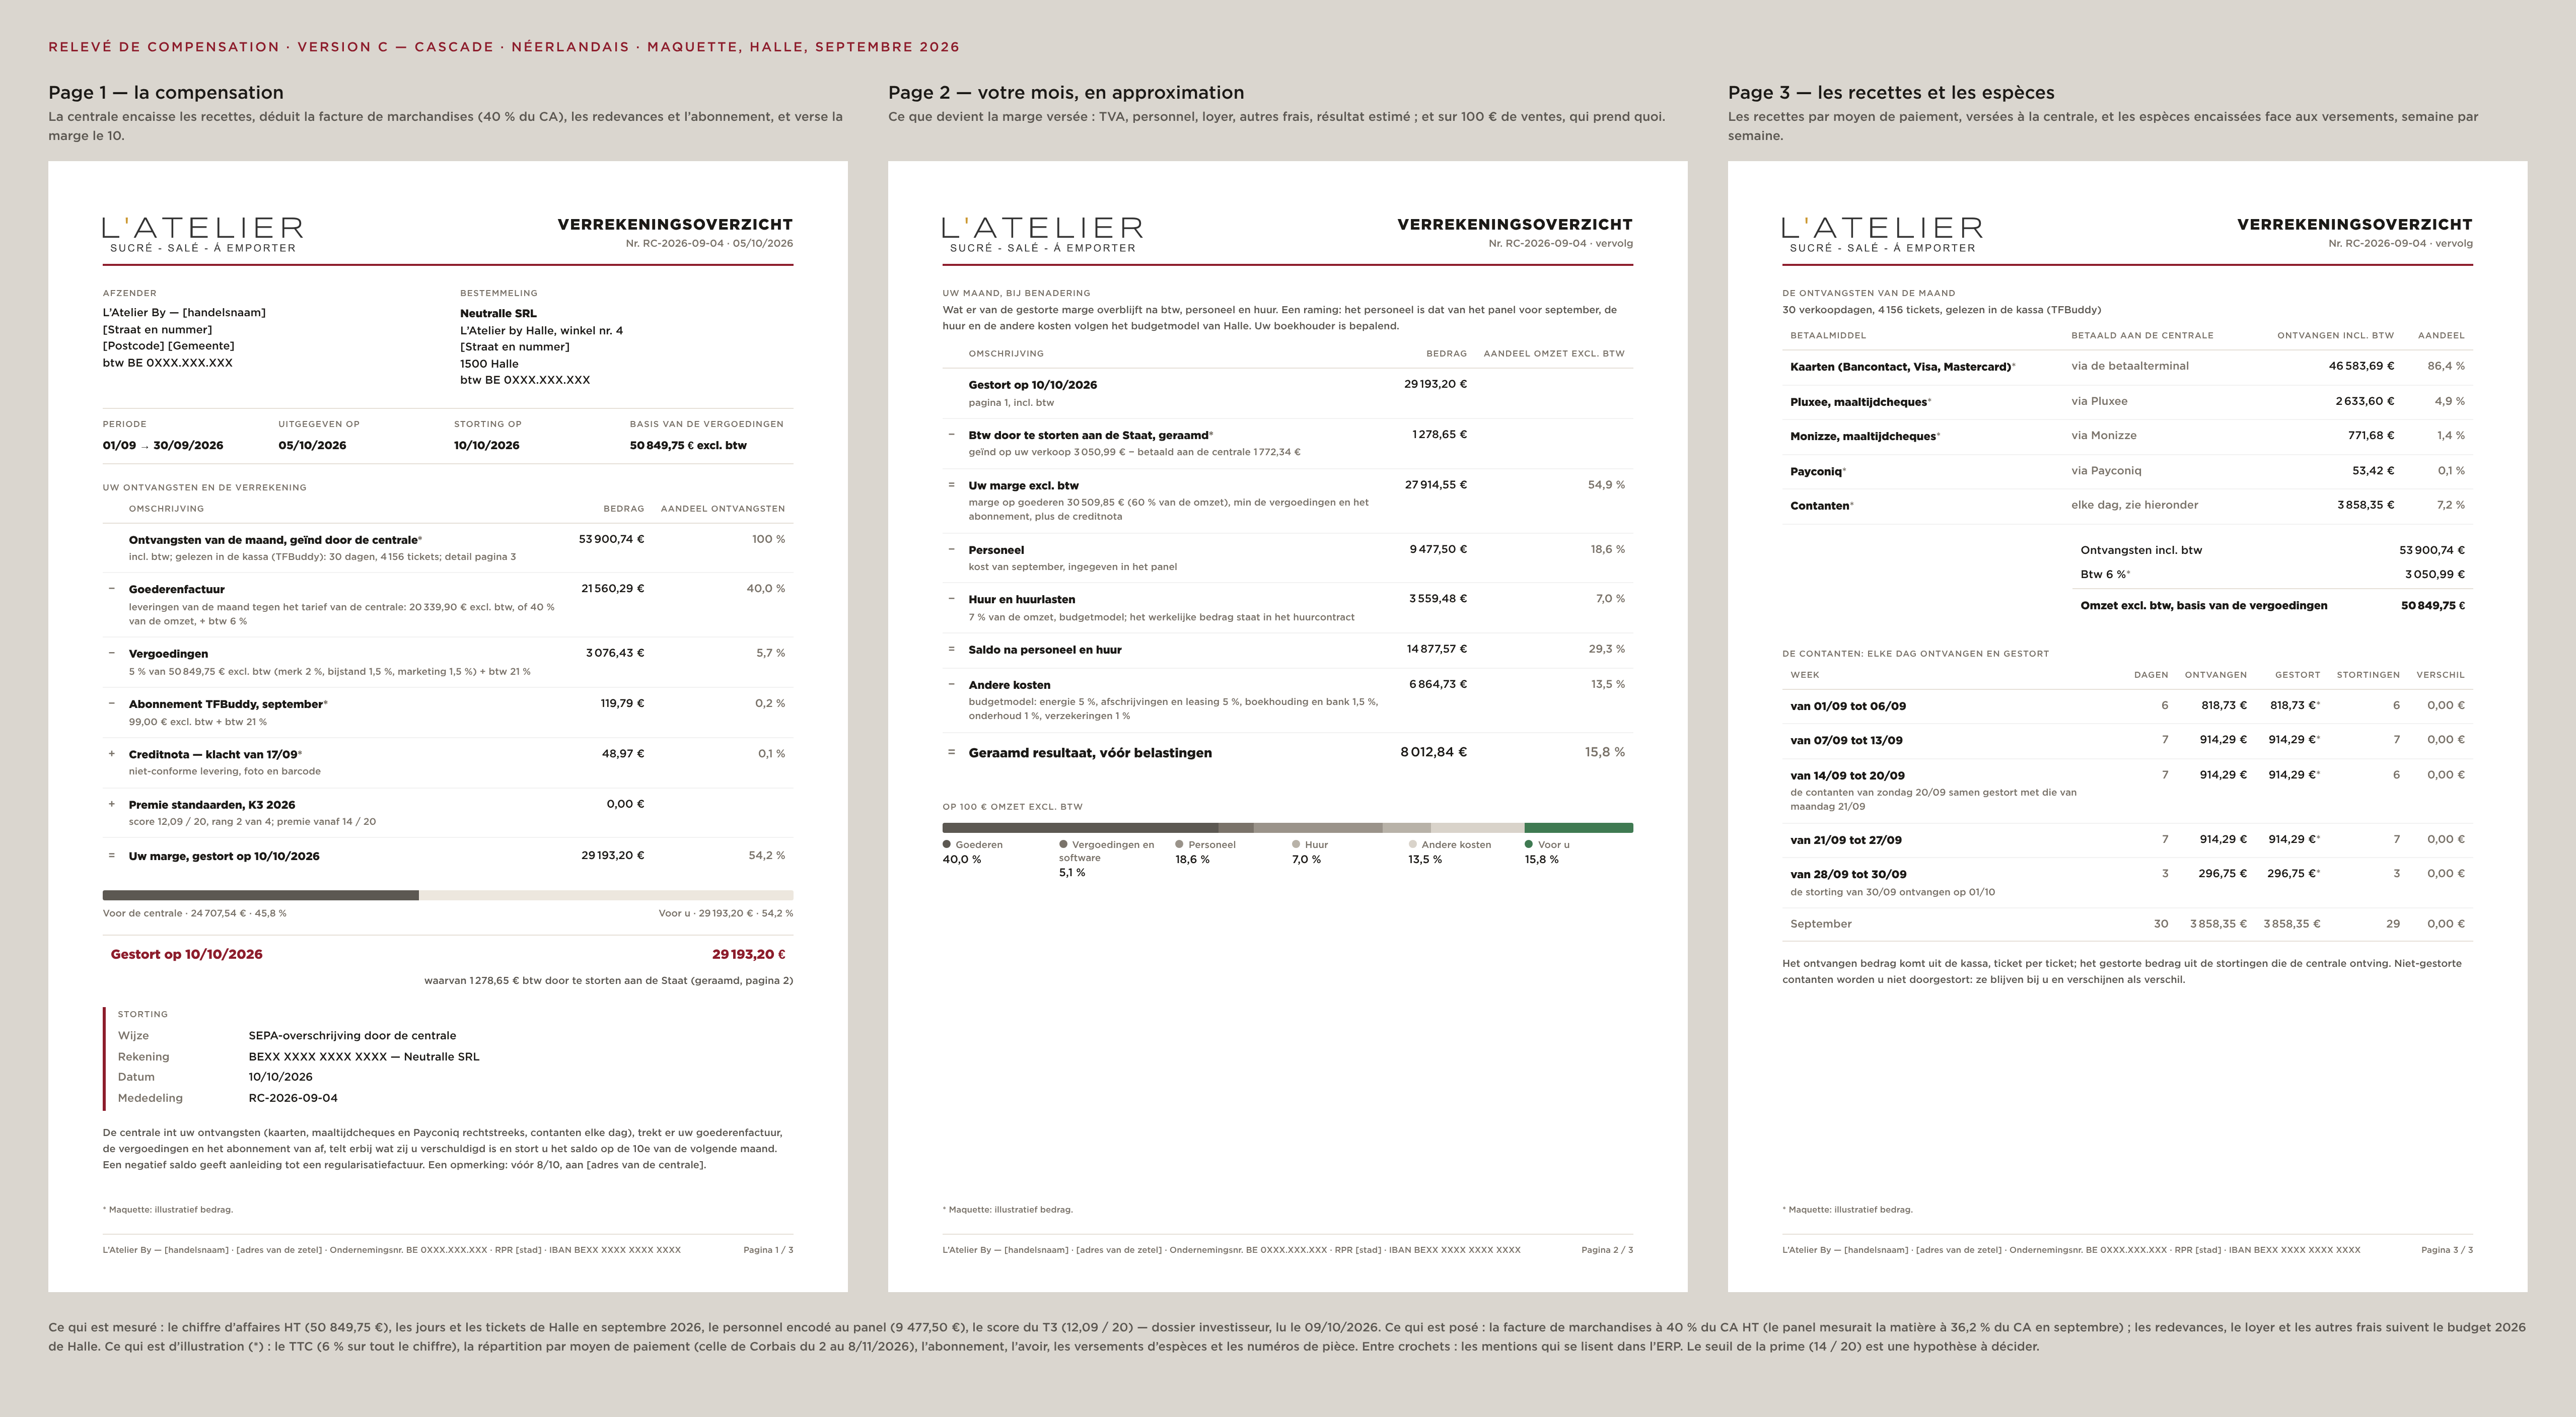 RELEVÉ DE COMPENSATION · VERSION C — CASCADE · NÉERLANDAIS · MAQUETTE, HALLE, SEPTEMBRE 2026
Page 1 — la compensation
La centrale encaisse les recettes, déduit la facture de marchandises (40 % du CA), les redevances et l'abonnement, et verse la
marge le 10.
L'ATELIER
SUCRÉ - SALÉ - À EMPORTER
VERREKENINGSOVERZICHT
Nr. RC-2026-09-04 · 05/10/2026
AFZENDER
L'Atelier By — [handelsnaam]
[Straat en nummer]
[Postcode] [Gemeente]
btw BE 0XXX.XXX.XXX
BESTEMMELING
Neutralle SRL
L'Atelier by Halle, winkel nr. 4
[Straat en nummer]
1500 Halle
btw BE 0XXX.XXX.XXX
PERIODE UITGEGEVEN OP STORTING OP BASIS VAN DE VERGOEDINGEN
01/09 → 30/09/2026 05/10/2026 10/10/2026 50 849,75 € excl. btw
UW ONTVANGSTEN EN DE VERREKENING
OMSCHRIJVING BEDRAG AANDEEL ONTVANGSTEN
Ontvangsten van de maand, geïnd door de centrale* 53 900,74 € 100 %
incl. btw; gelezen in de kassa (TFBuddy): 30 dagen, 4 156 tickets; detail pagina 3
− Goederenfactuur 21 560,29 € 40,0 %
leveringen van de maand tegen het tarief van de centrale: 20 339,90 € excl. btw, of 40 %
van de omzet, + btw 6 %
− Vergoedingen 3 076,43 € 5,7 %
5 % van 50 849,75 € excl. btw (merk 2 %, bijstand 1,5 %, marketing 1,5 %) + btw 21 %
− Abonnement TFBuddy, september* 119,79 € 0,2 %
99,00 € excl. btw + btw 21 %
+ Creditnota — klacht van 17/09* 48,97 € 0,1 %
niet-conforme levering, foto en barcode
+ Premie standaarden, K3 2026 0,00 €
score 12,09 / 20, rang 2 van 4; premie vanaf 14 / 20
= Uw marge, gestort op 10/10/2026 29 193,20 € 54,2 %
Voor de centrale · 24 707,54 € · 45,8 % Voor u · 29 193,20 € · 54,2 %
Gestort op 10/10/2026 29 193,20 €
waarvan 1 278,65 € btw door te storten aan de Staat (geraamd, pagina 2)
STORTING
Wijze SEPA-overschrijving door de centrale
Rekening BEXX XXXX XXXX XXXX — Neutralle SRL
Datum 10/10/2026
Mededeling RC-2026-09-04
De centrale int uw ontvangsten (kaarten, maaltijdcheques en Payconiq rechtstreeks, contanten elke dag), trekt er uw goederenfactuur,
de vergoedingen en het abonnement van af, telt erbij wat zij u verschuldigd is en stort u het saldo op de 10e van de volgende maand.
Een negatief saldo geeft aanleiding tot een regularisatiefactuur. Een opmerking: vóór 8/10, aan [adres van de centrale].
* Maquette: illustratief bedrag.
L'Atelier By — [handelsnaam] · [adres van de zetel] · Ondernemingsnr. BE 0XXX.XXX.XXX · RPR [stad] · IBAN BEXX XXXX XXXX XXXX Pagina 1 / 3
Page 2 — votre mois, en approximation
Ce que devient la marge versée : TVA, personnel, loyer, autres frais, résultat estimé ; et sur 100 € de ventes, qui prend quoi.
L'ATELIER
SUCRÉ - SALÉ - À EMPORTER
VERREKENINGSOVERZICHT
Nr. RC-2026-09-04 · vervolg
UW MAAND, BIJ BENADERING
Wat er van de gestorte marge overblijft na btw, personeel en huur. Een raming: het personeel is dat van het panel voor september, de
huur en de andere kosten volgen het budgetmodel van Halle. Uw boekhouder is bepalend.
OMSCHRIJVING BEDRAG AANDEEL OMZET EXCL. BTW
Gestort op 10/10/2026 29 193,20 €
pagina 1, incl. btw
− Btw door te storten aan de Staat, geraamd* 1 278,65 €
geïnd op uw verkoop 3 050,99 € − betaald aan de centrale 1 772,34 €
= Uw marge excl. btw 27 914,55 € 54,9 %
marge op goederen 30 509,85 € (60 % van de omzet), min de vergoedingen en het
abonnement, plus de creditnota
− Personeel 9 477,50 € 18,6 %
kost van september, ingegeven in het panel
− Huur en huurlasten 3 559,48 € 7,0 %
7 % van de omzet, budgetmodel; het werkelijke bedrag staat in het huurcontract
= Saldo na personeel en huur 14 877,57 € 29,3 %
− Andere kosten 6 864,73 € 13,5 %
budgetmodel: energie 5 %, afschrijvingen en leasing 5 %, boekhouding en bank 1,5 %,
onderhoud 1 %, verzekeringen 1 %
= Geraamd resultaat, vóór belastingen 8 012,84 € 15,8 %
OP 100 € OMZET EXCL. BTW
Goederen
40,0 %
Vergoedingen en
software
5,1 %
Personeel
18,6 %
Huur
7,0 %
Andere kosten
13,5 %
Voor u
15,8 %
* Maquette: illustratief bedrag.
L'Atelier By — [handelsnaam] · [adres van de zetel] · Ondernemingsnr. BE 0XXX.XXX.XXX · RPR [stad] · IBAN BEXX XXXX XXXX XXXX Pagina 2 / 3
Page 3 — les recettes et les espèces
Les recettes par moyen de paiement, versées à la centrale, et les espèces encaissées face aux versements, semaine par
semaine.
L'ATELIER
SUCRÉ - SALÉ - À EMPORTER
VERREKENINGSOVERZICHT
Nr. RC-2026-09-04 · vervolg
DE ONTVANGSTEN VAN DE MAAND
30 verkoopdagen, 4 156 tickets, gelezen in de kassa (TFBuddy)
BETAALMIDDEL BETAALD AAN DE CENTRALE ONTVANGEN INCL. BTW AANDEEL
Kaarten (Bancontact, Visa, Mastercard)* via de betaalterminal 46 583,69 € 86,4 %
Pluxee, maaltijdcheques* via Pluxee 2 633,60 € 4,9 %
Monizze, maaltijdcheques* via Monizze 771,68 € 1,4 %
Payconiq* via Payconiq 53,42 € 0,1 %
Contanten* elke dag, zie hieronder 3 858,35 € 7,2 %
Ontvangsten incl. btw 53 900,74 €
Btw 6 %* 3 050,99 €
Omzet excl. btw, basis van de vergoedingen 50 849,75 €
DE CONTANTEN: ELKE DAG ONTVANGEN EN GESTORT
WEEK DAGEN ONTVANGEN GESTORT STORTINGEN VERSCHIL
van 01/09 tot 06/09 6 818,73 € 818,73 €* 6 0,00 €
van 07/09 tot 13/09 7 914,29 € 914,29 €* 7 0,00 €
van 14/09 tot 20/09 7 914,29 € 914,29 €* 6 0,00 €
de contanten van zondag 20/09 samen gestort met die van
maandag 21/09
van 21/09 tot 27/09 7 914,29 € 914,29 €* 7 0,00 €
van 28/09 tot 30/09 3 296,75 € 296,75 €* 3 0,00 €
de storting van 30/09 ontvangen op 01/10
September 30 3 858,35 € 3 858,35 € 29 0,00 €
Het ontvangen bedrag komt uit de kassa, ticket per ticket; het gestorte bedrag uit de stortingen die de centrale ontving. Niet-gestorte
contanten worden u niet doorgestort: ze blijven bij u en verschijnen als verschil.
* Maquette: illustratief bedrag.
L'Atelier By — [handelsnaam] · [adres van de zetel] · Ondernemingsnr. BE 0XXX.XXX.XXX · RPR [stad] · IBAN BEXX XXXX XXXX XXXX Pagina 3 / 3
Ce qui est mesuré : le chiffre d'affaires HT (50 849,75 €), les jours et les tickets de Halle en septembre 2026, le personnel encodé au panel (9 477,50 €), le score du T3 (12,09 / 20) — dossier investisseur, lu le 09/10/2026. Ce qui est posé : la facture de marchandises à 40 % du CA HT (le panel mesurait la matière à 36,2 % du CA en septembre) ; les redevances, le loyer et les autres frais suivent le budget 2026
de Halle. Ce qui est d'illustration (*) : le TTC (6 % sur tout le chiffre), la répartition par moyen de paiement (celle de Corbais du 2 au 8/11/2026), l'abonnement, l'avoir, les versements d'espèces et les numéros de pièce. Entre crochets : les mentions qui se lisent dans l'ERP. Le seuil de la prime (14 / 20) est une hypothèse à décider.